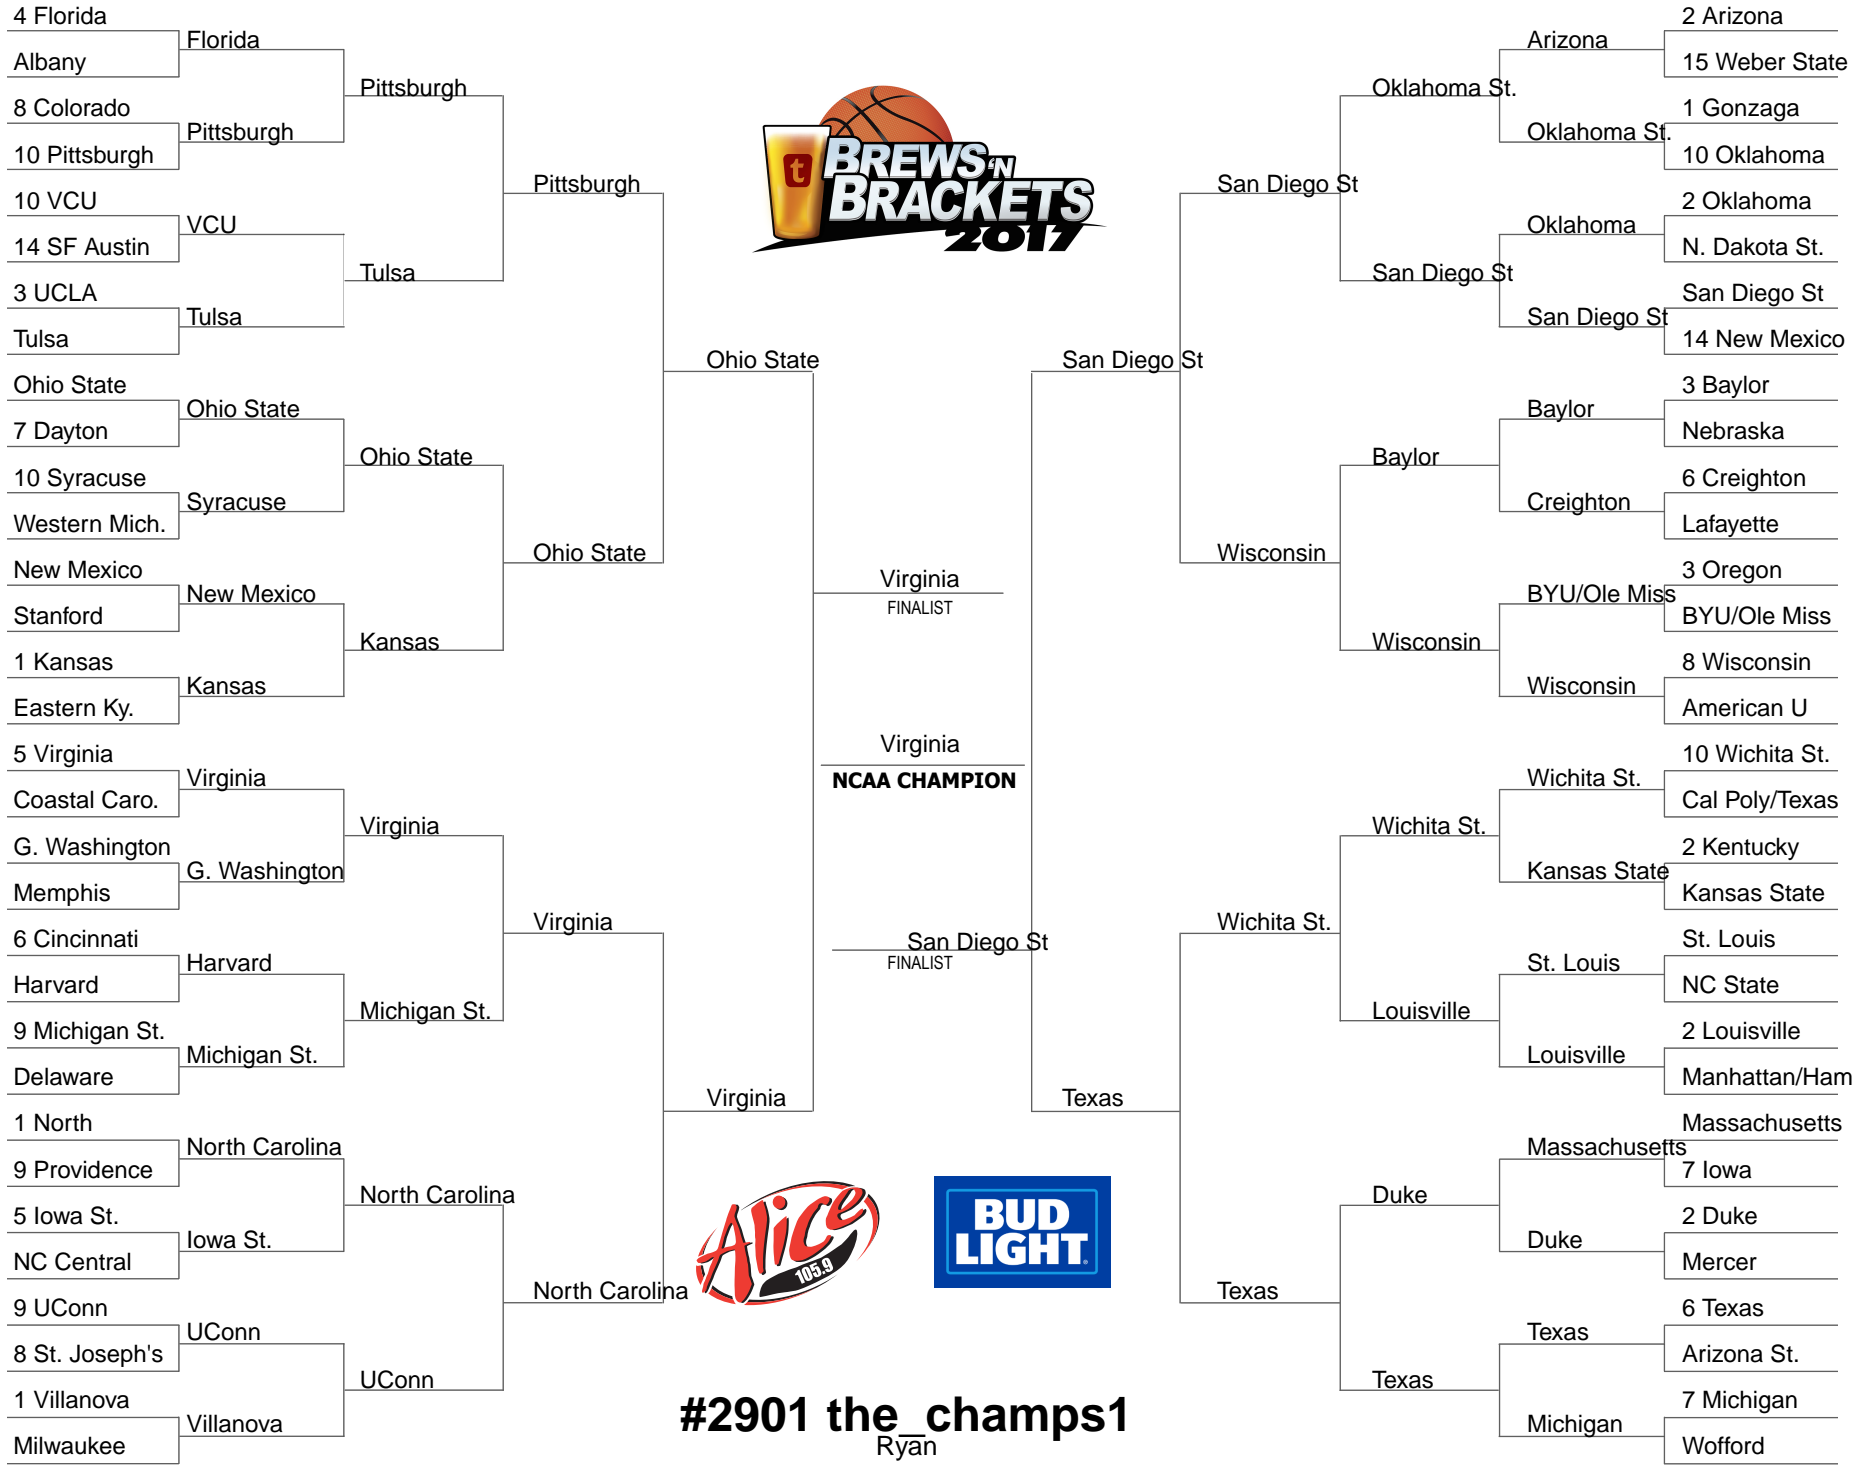 4 Florida
Albany
8 Colorado
10 Pittsburgh
10 VCU
14 SF Austin
3 UCLA
Tulsa
Ohio State
7 Dayton
10 Syracuse
Western Mich.
New Mexico
Stanford
1 Kansas
Eastern Ky.
5 Virginia
Coastal Caro.
G. Washington
Memphis
6 Cincinnati
Harvard
9 Michigan St.
Delaware
1 North
9 Providence
5 Iowa St.
NC Central
9 UConn
8 St. Joseph's
1 Villanova
Milwaukee
Florida
Pittsburgh
VCU
Tulsa
Ohio State
Syracuse
New Mexico
Kansas
Virginia
G. Washington
Harvard
Michigan St.
North Carolina
Iowa St.
UConn
Villanova
Pittsburgh
Tulsa
Ohio State
Kansas
Virginia
Michigan St.
North Carolina
UConn
Pittsburgh
Ohio State
Virginia
North Carolina
Ohio State
Virginia
t
BREWS 'N
BRACKETS
2017
Virginia
FINALIST
Virginia
NCAA CHAMPION
San Diego St
FINALIST
Alice
105.9
BUD
LIGHT
#2901 the_champs1
Ryan
San Diego St
Texas
San Diego St
Wisconsin
Wichita St.
Texas
Oklahoma St.
San Diego St
Baylor
Wisconsin
Wichita St.
Louisville
Duke
Texas
Arizona
Oklahoma St.
Oklahoma
San Diego St
Baylor
Creighton
BYU/Ole Miss
Wisconsin
Wichita St.
Kansas State
St. Louis
Louisville
Massachusetts
Duke
Texas
Michigan
2 Arizona
15 Weber State
1 Gonzaga
10 Oklahoma
2 Oklahoma
N. Dakota St.
San Diego St
14 New Mexico
3 Baylor
Nebraska
6 Creighton
Lafayette
3 Oregon
BYU/Ole Miss
8 Wisconsin
American U
10 Wichita St.
Cal Poly/Texas
2 Kentucky
Kansas State
St. Louis
NC State
2 Louisville
Manhattan/Ham
Massachusetts
7 Iowa
2 Duke
Mercer
6 Texas
Arizona St.
7 Michigan
Wofford